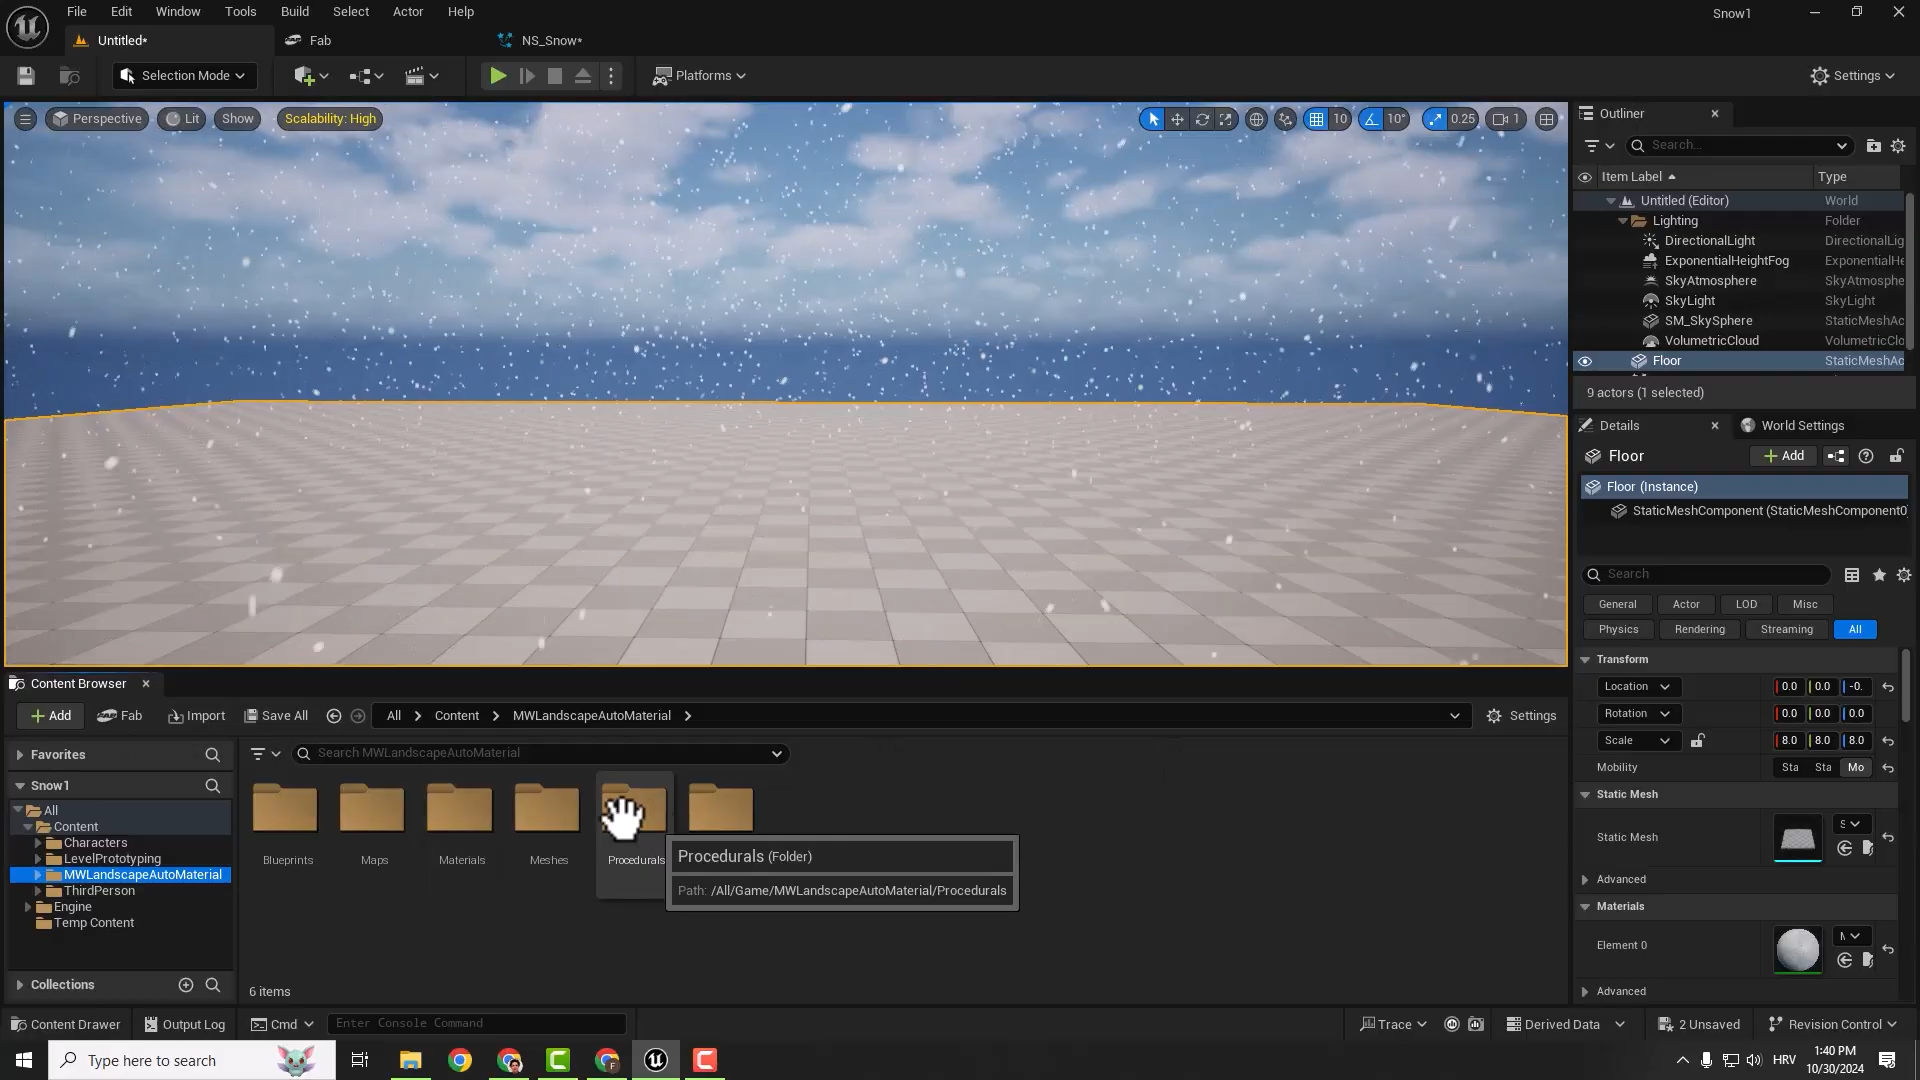 File Edit Window Tools Build Select Actor Help
Snow1
Untitled*
Fab
NS_Snow*
Selection Mode
Platforms
Settings
Perspective
Lit
Show
Scalability: High
10
10°
0.25
1
Outliner
Search...
Item Label
Type
Untitled (Editor)
World
Lighting
Folder
DirectionalLight
DirectionalLig
ExponentialHeightFog
ExponentialHe
SkyAtmosphere
SkyAtmosphe
SkyLight
SkyLight
SM_SkySphere
StaticMeshAc
VolumetricCloud
VolumetricClo
Floor
StaticMeshAc
9 actors (1 selected)
Details
World Settings
Floor
Add
Floor (Instance)
StaticMeshComponent (StaticMeshComponent0
Search
General
Actor
LOD
Misc
Physics
Rendering
Streaming
All
Transform
Location
0.0
0.0
-0.
Rotation
0.0
0.0
0.0
Scale
8.0
8.0
8.0
Mobility
Sta
Sta
Mo
Static Mesh
Static Mesh
S
Advanced
Materials
Element 0
Advanced
Content Browser
Add
Fab
Import
Save All
All
Content
MWLandscapeAutoMaterial
Settings
Favorites
Search MWLandscapeAutoMaterial
Snow1
All
Content
Characters
LevelPrototyping
MWLandscapeAutoMaterial
ThirdPerson
Engine
Temp Content
Collections
Blueprints
Maps
Materials
Meshes
Procedurals
Procedurals (Folder)
Path: /All/Game/MWLandscapeAutoMaterial/Procedurals
6 items
Content Drawer
Output Log
Cmd
Enter Console Command
Trace
Derived Data
2 Unsaved
Revision Control
Type here to search
HRV
1:40 PM
10/30/2024